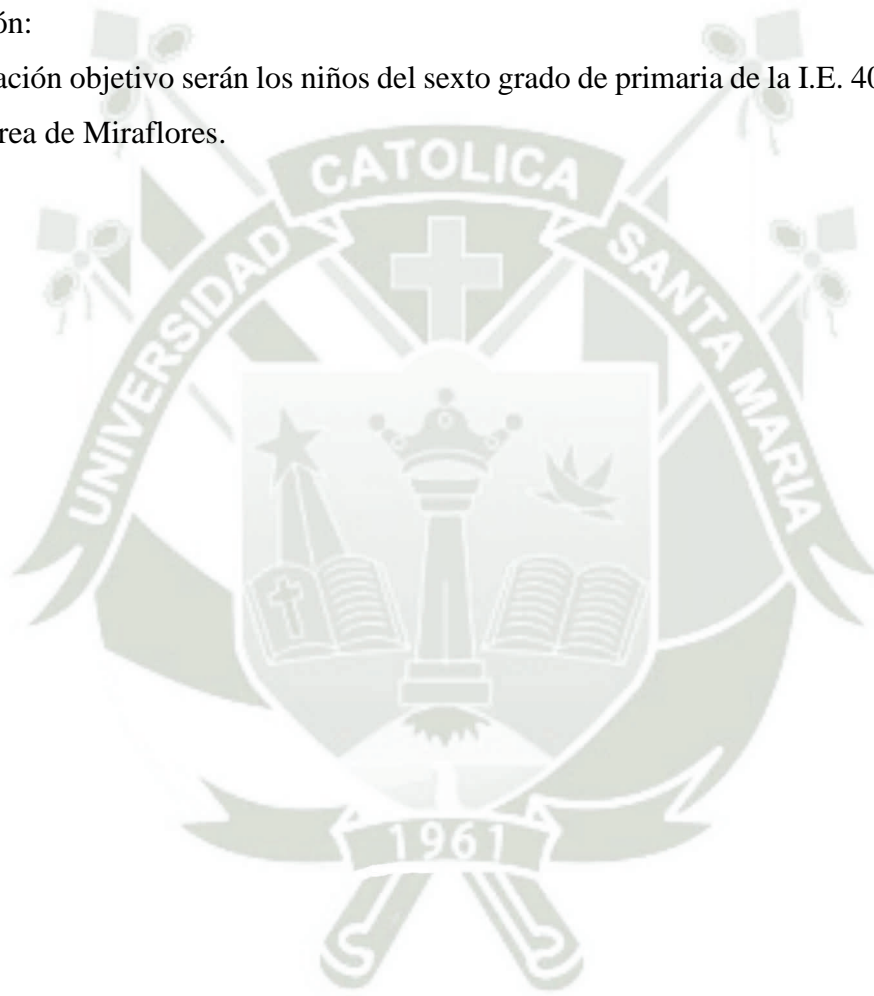 ón:
ación objetivo serán los niños del sexto grado de primaria de la I.E. 40
rea de Miraflores.
CATOLICA
UNIVERSIDAD
SANTA MARIA
1961